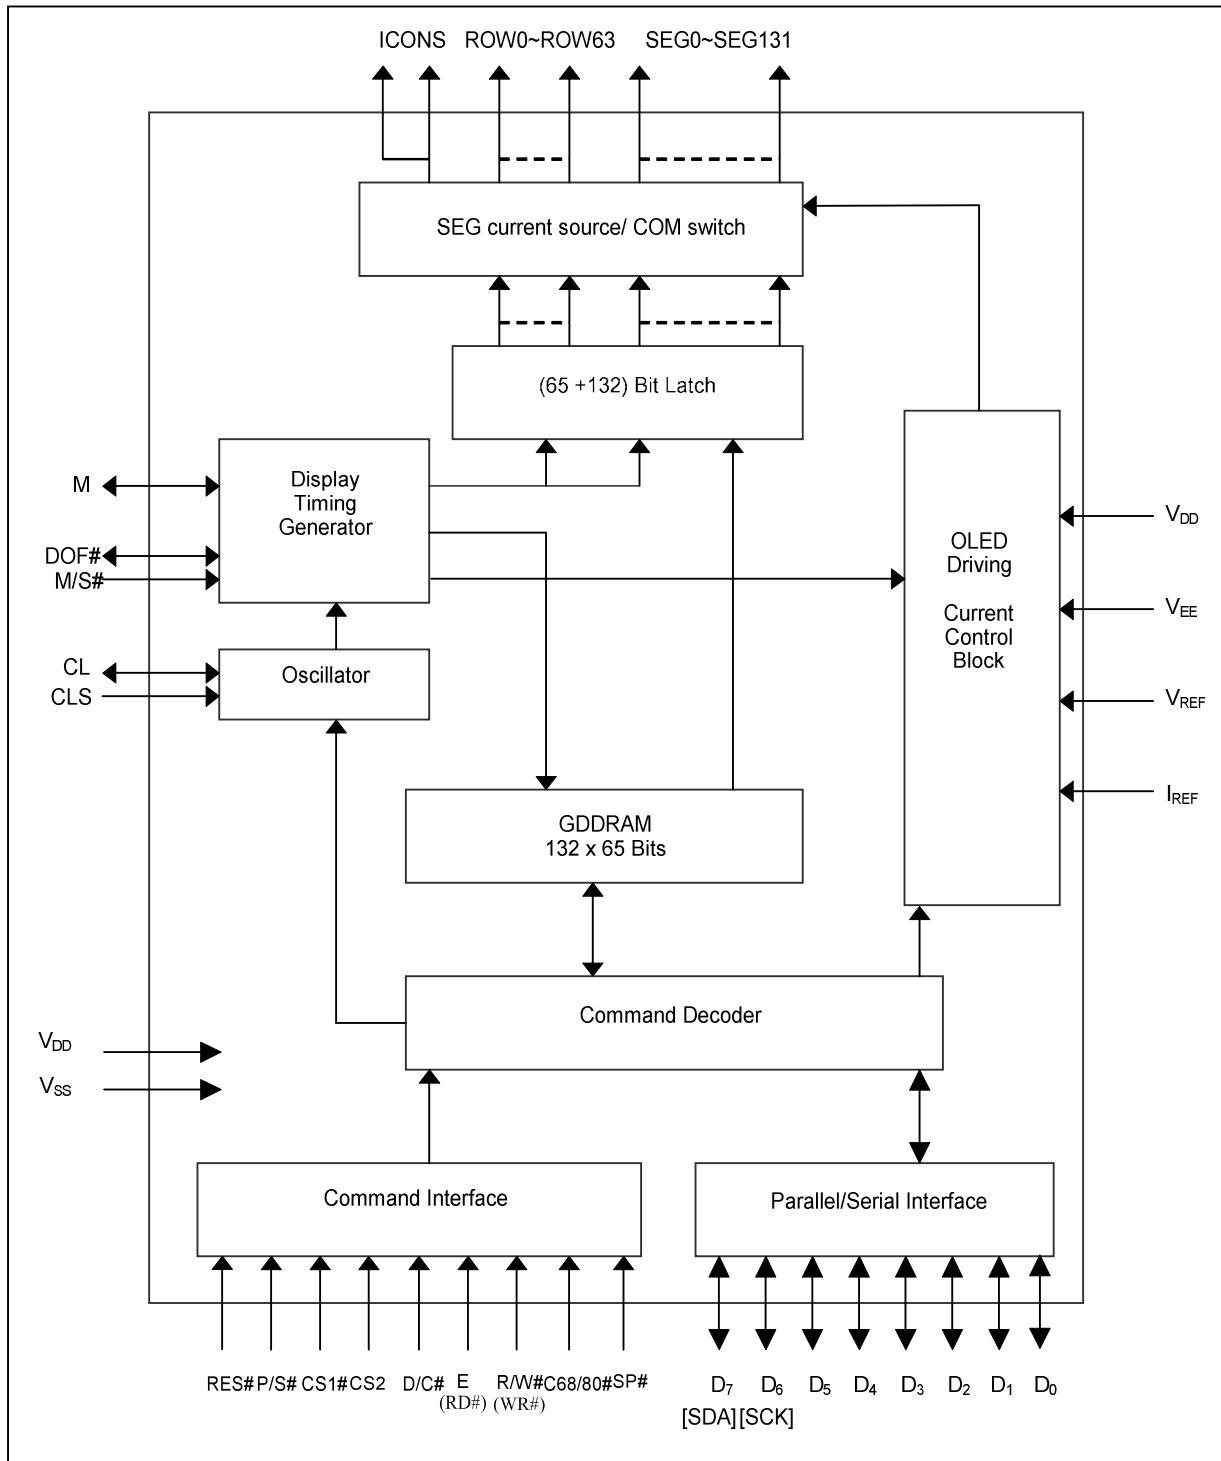 ICONS ROW0~ROW63 SEG0~SEG131
SEG current source/ COM switch
(65 +132) Bit Latch
Display
Timing
Generator
M
DOF#
M/S#
Oscillator
CL
CLS
OLED
Driving
Current
Control
Block
VDD
VEE
VREF
IREF
GDDRAM
132 x 65 Bits
Command Decoder
VDD
VSS
Command Interface
Parallel/Serial Interface
RES# P/S# CS1# CS2 D/C# E R/W# C68/80# SP#
(RD#) (WR#)
D7 D6 D5 D4 D3 D2 D1 D0
[SDA] [SCK]